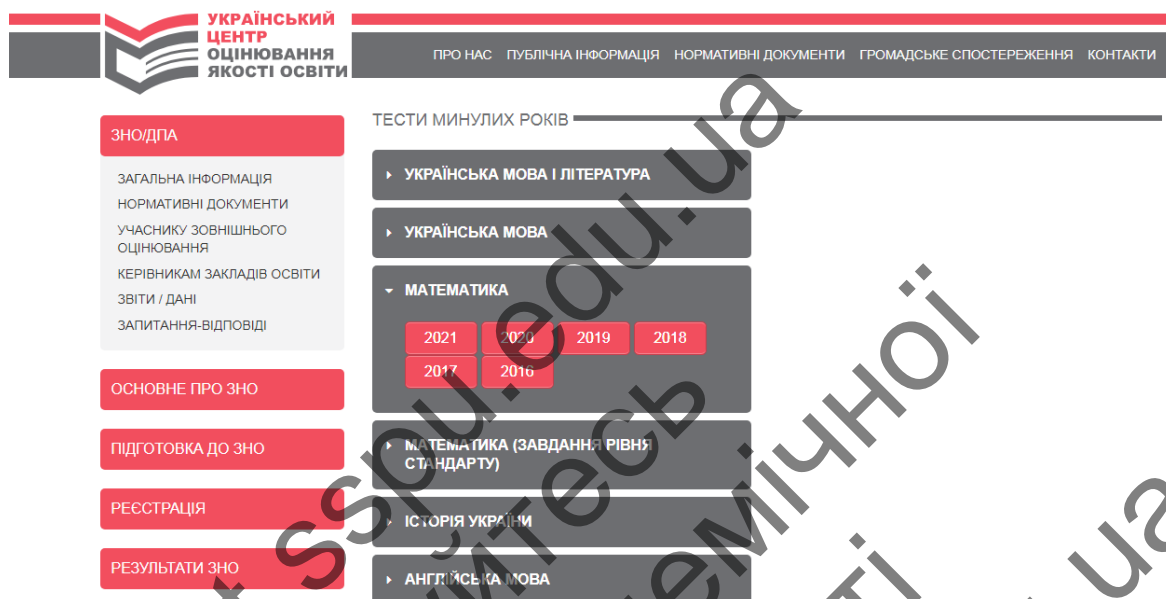 УКРАЇНСЬКИЙ
ЦЕНТР
ОЦІНЮВАННЯ
ЯКОСТІ ОСВІТИ
ПРО НАС ПУБЛІЧНА ІНФОРМАЦІЯ НОРМАТИВНІ ДОКУМЕНТИ ГРОМАДСЬКЕ СПОСТЕРЕЖЕННЯ КОНТАКТИ
ЗНО/ДПА
ЗАГАЛЬНА ІНФОРМАЦІЯ
НОРМАТИВНІ ДОКУМЕНТИ
УЧАСНИКУ ЗОВНІШНЬОГО
ОЦІНЮВАННЯ
КЕРІВНИКАМ ЗАКЛАДІВ ОСВІТИ
ЗВІТИ / ДАНІ
ЗАПИТАННЯ-ВІДПОВІДІ
ОСНОВНЕ ПРО ЗНО
ПІДГОТОВКА ДО ЗНО
РЕЄСТРАЦІЯ
РЕЗУЛЬТАТИ ЗНО
ТЕСТИ МИНУЛИХ РОКІВ
УКРАЇНСЬКА МОВА І ЛІТЕРАТУРА
УКРАЇНСЬКА МОВА
МАТЕМАТИКА
2021 2020 2019 2018
2017 2016
МАТЕМАТИКА (ЗАВДАННЯ РІВНЯ
СТАНДАРТУ)
ІСТОРІЯ УКРАЇНИ
АНГЛІЙСЬКА МОВА
sspu.edu.ua